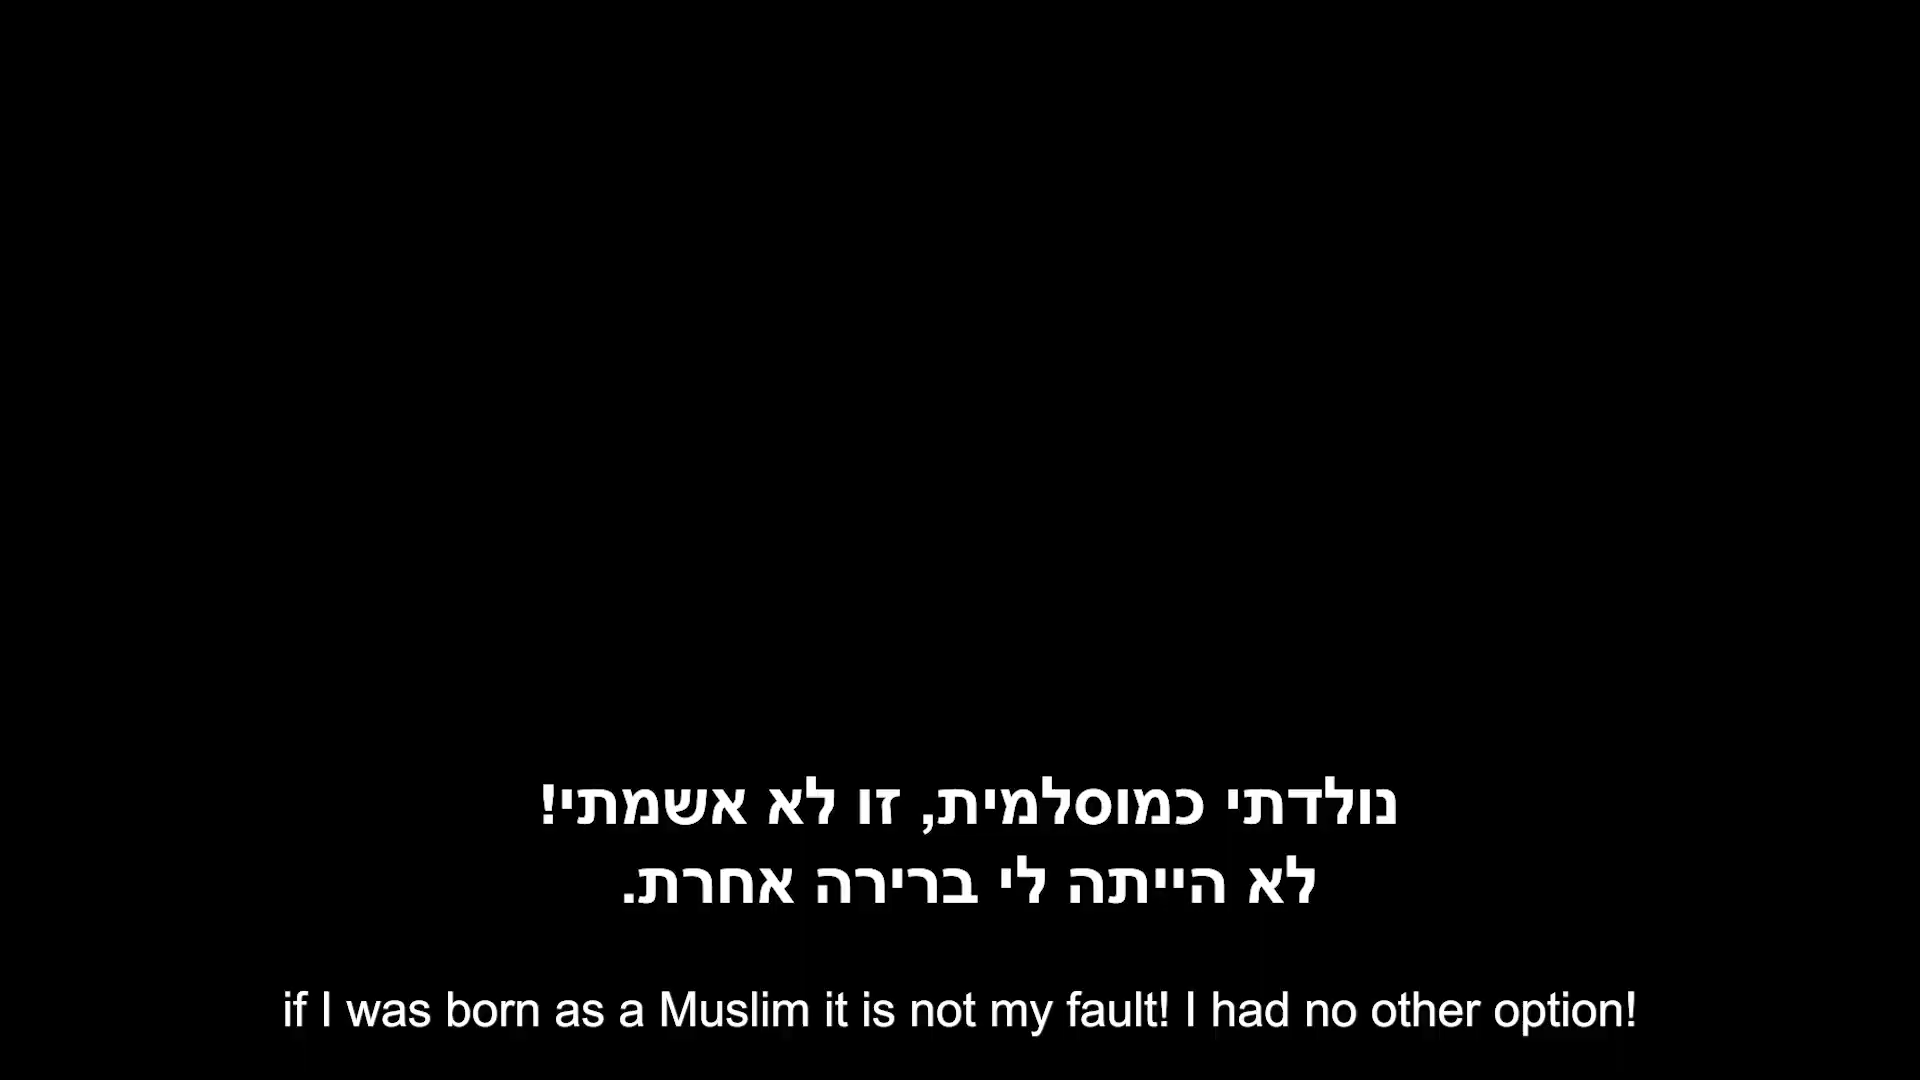 נולדתי כמוסלמית, זו לא אשמתי!
לא הייתה לי ברירה אחרת.
if I was born as a Muslim it is not my fault! I had no other option!